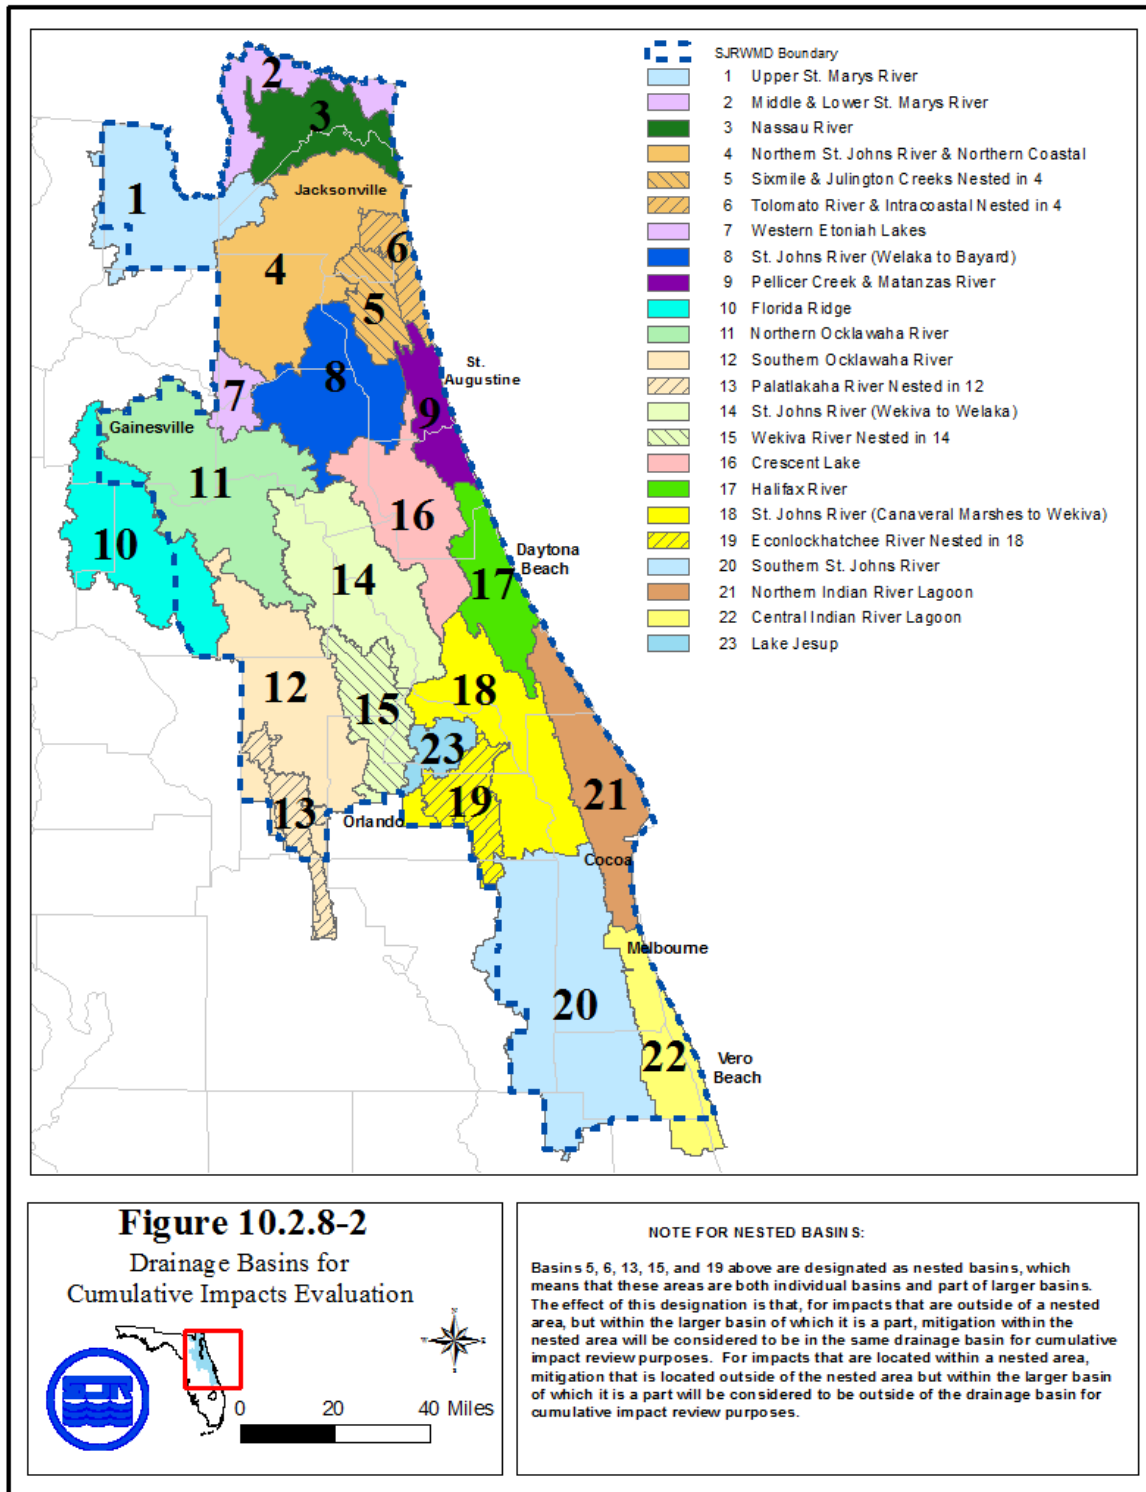 SJRWMD Boundary
1 Upper St. Marys River
2 Middle & Lower St. Marys River
3 Nassau River
4 Northern St. Johns River & Northern Coastal
5 Sixmile & Julington Creeks Nested in 4
6 Tolomato River & Intracoastal Nested in 4
7 Western Etoniah Lakes
8 St. Johns River (Welaka to Bayard)
9 Pellicer Creek & Matanzas River
10 Florida Ridge
11 Northern Ocklawaha River
12 Southern Ocklawaha River
13 Palatlakaha River Nested in 12
14 St. Johns River (Wekiva to Welaka)
15 Wekiva River Nested in 14
16 Crescent Lake
17 Halifax River
18 St. Johns River (Canaveral Marshes to Wekiva)
19 Econlockhatchee River Nested in 18
20 Southern St. Johns River
21 Northern Indian River Lagoon
22 Central Indian River Lagoon
23 Lake Jesup
2
3
1
Jacksonville
6
4
5
St.
Augustine
8
7
9
Gainesville
11
16
10
Daytona
Beach
14
17
12
18
15
23
21
19
13
Orlando
Cocoa
Melbourne
20
22
Vero
Beach
Figure 10.2.8-2
Drainage Basins for
Cumulative Impacts Evaluation
N
0 20 40 Miles
NOTE FOR NESTED BASINS:
Basins 5, 6, 13, 15, and 19 above are designated as nested basins, which
means that these areas are both individual basins and part of larger basins.
The effect of this designation is that, for impacts that are outside of a nested
area, but within the larger basin of which it is a part, mitigation within the
nested area will be considered to be in the same drainage basin for cumulative
impact review purposes. For impacts that are located within a nested area,
mitigation that is located outside of the nested area but within the larger basin
of which it is a part will be considered to be outside of the drainage basin for
cumulative impact review purposes.